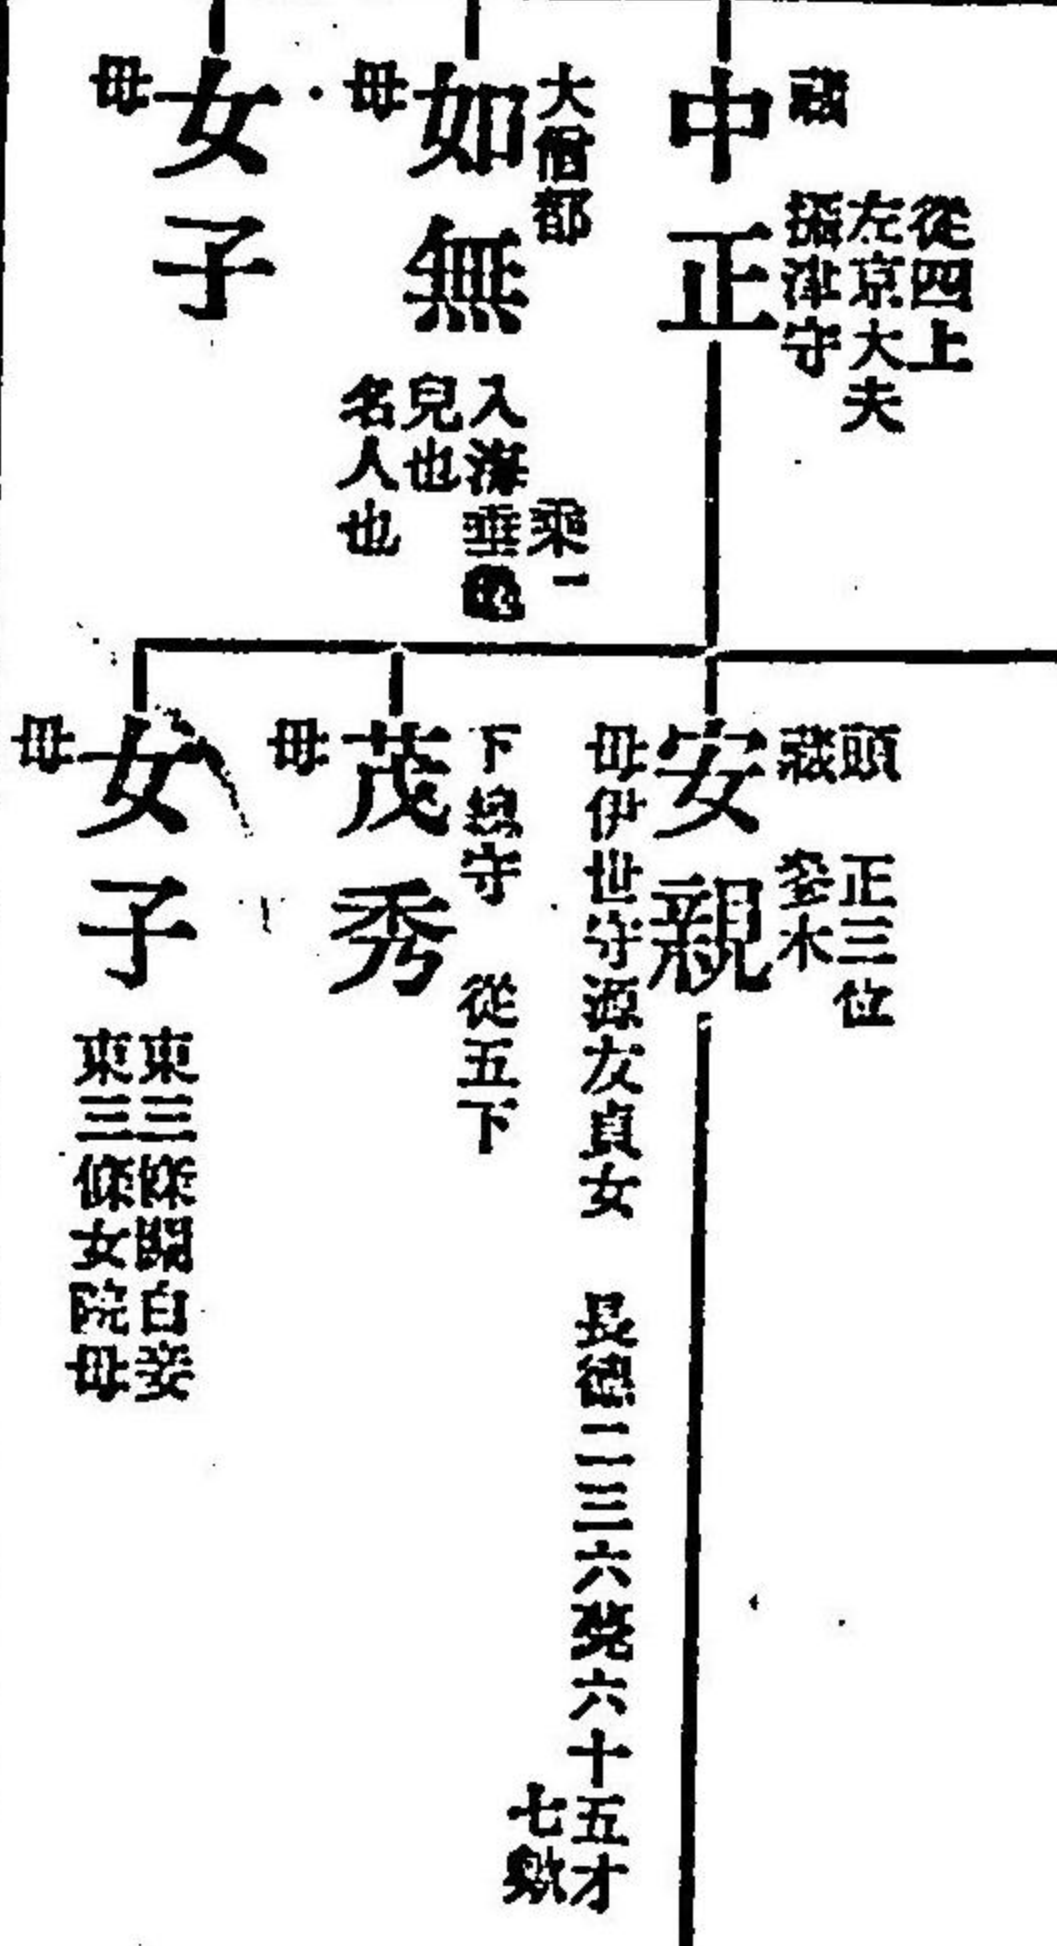 藏
從四上
左京大夫
攝津守
中正
大僧都
如無
母
乘一
入海垂
兒也
名人也
女子
母
頭
藏
正三位
參木
安親
母伊世守源友貞女
長德二三六薨六十五才
七歟
下總守 從五下
茂秀
母
女子
母
東三條關白妾
東三條女院母